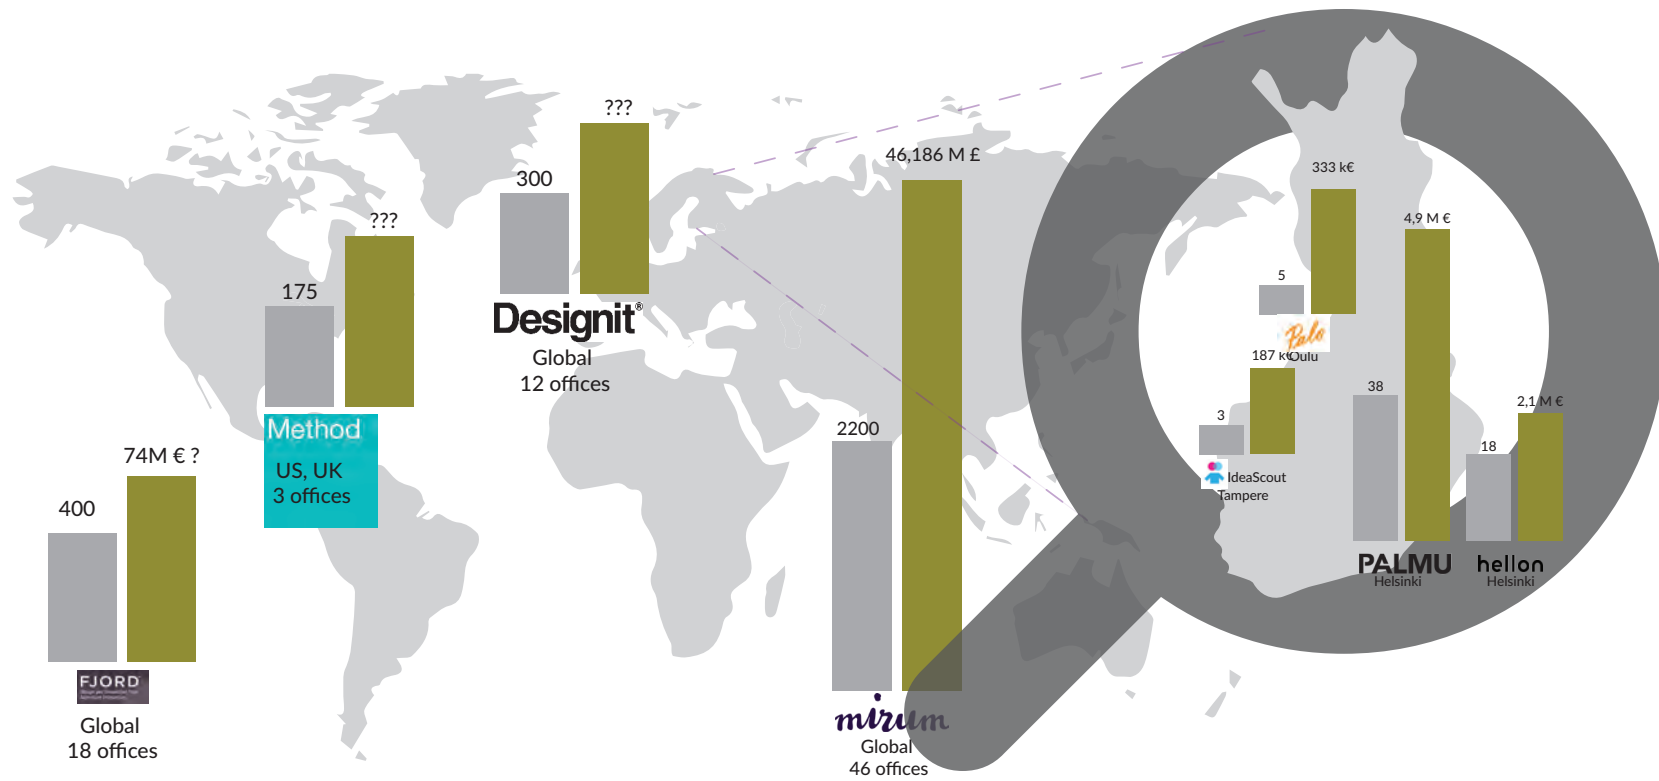 74M € ?
400
FJORD
Global
18 offices
???
175
Method
US, UK
3 offices
???
300
Designit®
Global
12 offices
46,186 M £
2200
mirum
Global
46 offices
333 k€
5
Palo
Oulu
187 k€
3
IdeaScout
Tampere
4,9 M €
38
PALMU
Helsinki
2,1 M €
18
hellon
Helsinki